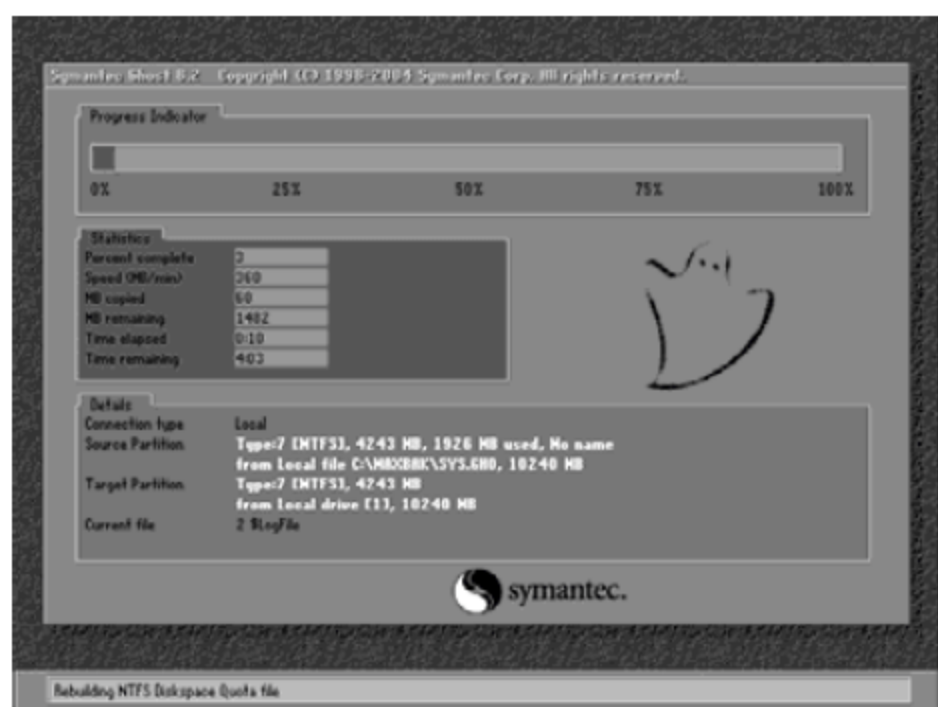 Symantec Ghost 8.2 Copyright (C) 1998-2004 Symantec Corp. All rights reserved.
Progress Indicator
0% 25% 50% 75% 100%
Statistics
Percent complete 3
Speed (MB/min) 360
MB copied 60
MB remaining 1482
Time elapsed 0:10
Time remaining 4:03
Details
Connection type Local
Source Partition Type:7 [NTFS], 4243 MB, 1926 MB used, No name
from Local file C:\MAXBAK\SYS.GHO, 10240 MB
Target Partition Type:7 [NTFS], 4243 MB
from Local drive [1], 10240 MB
Current file 2 $LogFile
symantec.
Rebuilding NTFS Diskspace Quota file